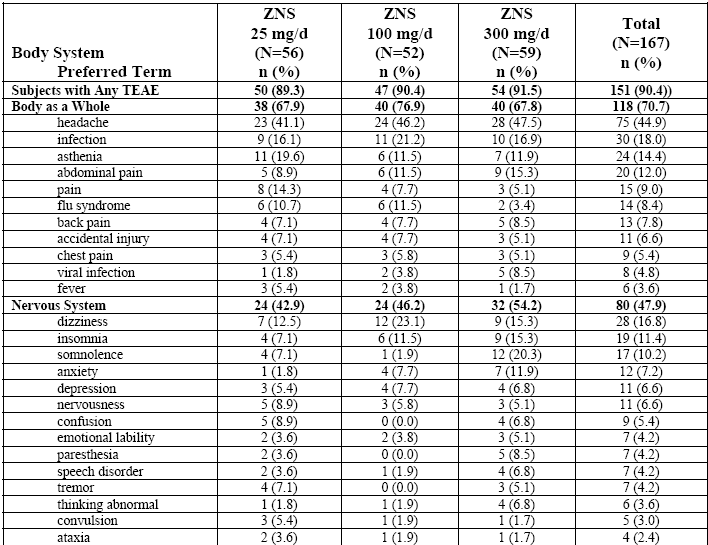 ZNS ZNS ZNS
25 mg/d 100 mg/d 300 mg/d Total
Body System (N=56) (N=52) (N=59) (N=167)
Preferred Term n (%) n (%) n (%) n (%)
Subjects with Any TEAE 50 (89.3) 47 (90.4) 54 (91.5) 151 (90.4))
Body as a Whole 38 (67.9) 40 (76.9) 40 (67.8) 118 (70.7)
headache 23 (41.1) 24 (46.2) 28 (47.5) 75 (44.9)
infection 9 (16.1) 11 (21.2) 10 (16.9) 30 (18.0)
asthenia 11 (19.6) 6 (11.5) 7 (11.9) 24 (14.4)
abdominal pain 5 (8.9) 6 (11.5) 9 (15.3) 20 (12.0)
pain 8 (14.3) 4 (7.7) 3 (5.1) 15 (9.0)
flu syndrome 6 (10.7) 6 (11.5) 2 (3.4) 14 (8.4)
back pain 4 (7.1) 4 (7.7) 5 (8.5) 13 (7.8)
accidental injury 4 (7.1) 4 (7.7) 3 (5.1) 11 (6.6)
chest pain 3 (5.4) 3 (5.8) 3 (5.1) 9 (5.4)
viral infection 1 (1.8) 2 (3.8) 5 (8.5) 8 (4.8)
fever 3 (5.4) 2 (3.8) 1 (1.7) 6 (3.6)
Nervous System 24 (42.9) 24 (46.2) 32 (54.2) 80 (47.9)
dizziness 7 (12.5) 12 (23.1) 9 (15.3) 28 (16.8)
insomnia 4 (7.1) 6 (11.5) 9 (15.3) 19 (11.4)
somnolence 4 (7.1) 1 (1.9) 12 (20.3) 17 (10.2)
anxiety 1 (1.8) 4 (7.7) 7 (11.9) 12 (7.2)
depression 3 (5.4) 4 (7.7) 4 (6.8) 11 (6.6)
nervousness 5 (8.9) 3 (5.8) 3 (5.1) 11 (6.6)
confusion 5 (8.9) 0 (0.0) 4 (6.8) 9 (5.4)
emotional lability 2 (3.6) 2 (3.8) 3 (5.1) 7 (4.2)
paresthesia 2 (3.6) 0 (0.0) 5 (8.5) 7 (4.2)
speech disorder 2 (3.6) 1 (1.9) 4 (6.8) 7 (4.2)
tremor 4 (7.1) 0 (0.0) 3 (5.1) 7 (4.2)
thinking abnormal 1 (1.8) 1 (1.9) 4 (6.8) 6 (3.6)
convulsion 3 (5.4) 1 (1.9) 1 (1.7) 5 (3.0)
ataxia 2 (3.6) 1 (1.9) 1 (1.7) 4 (2.4)